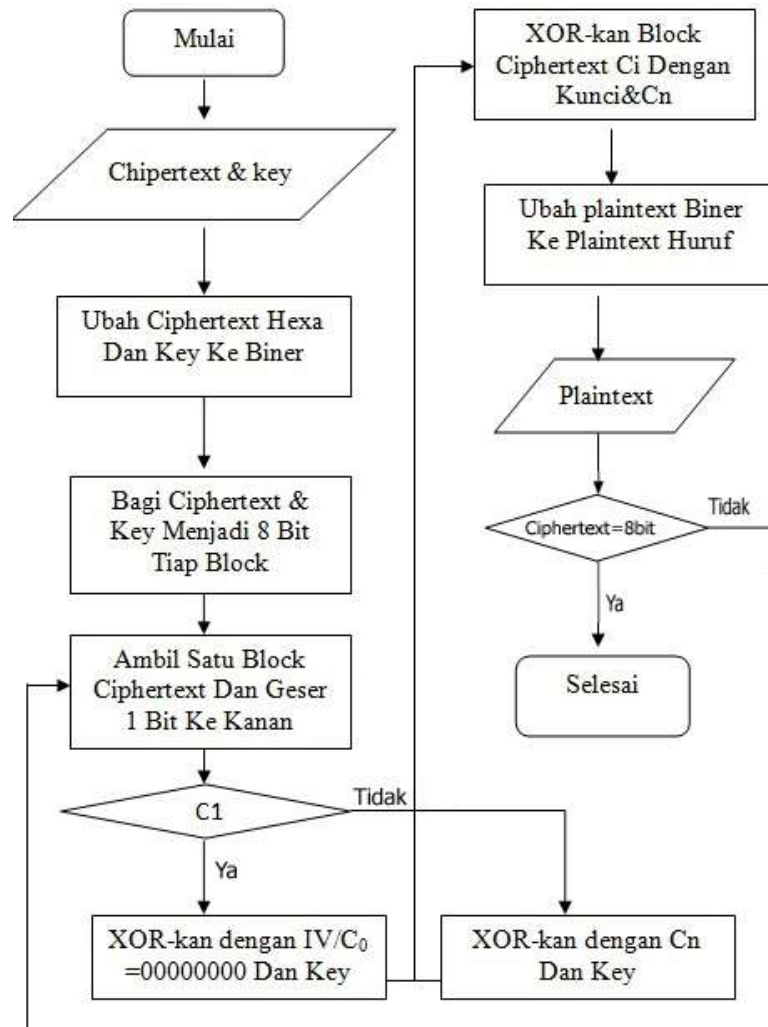 Mulai
Chipertext & key
Ubah Ciphertext Hexa
Dan Key Ke Biner
Bagi Ciphertext &
Key Menjadi 8 Bit
Tiap Block
Ambil Satu Block
Ciphertext Dan Geser
1 Bit Ke Kanan
C1
Tidak
Ya
XOR-kan dengan IV/C₀
=00000000 Dan Key
XOR-kan dengan Cn
Dan Key
XOR-kan Block
Ciphertext Ci Dengan
Kunci&Cn
Ubah plaintext Biner
Ke Plaintext Huruf
Plaintext
Ciphertext=8bit
Tidak
Ya
Selesai